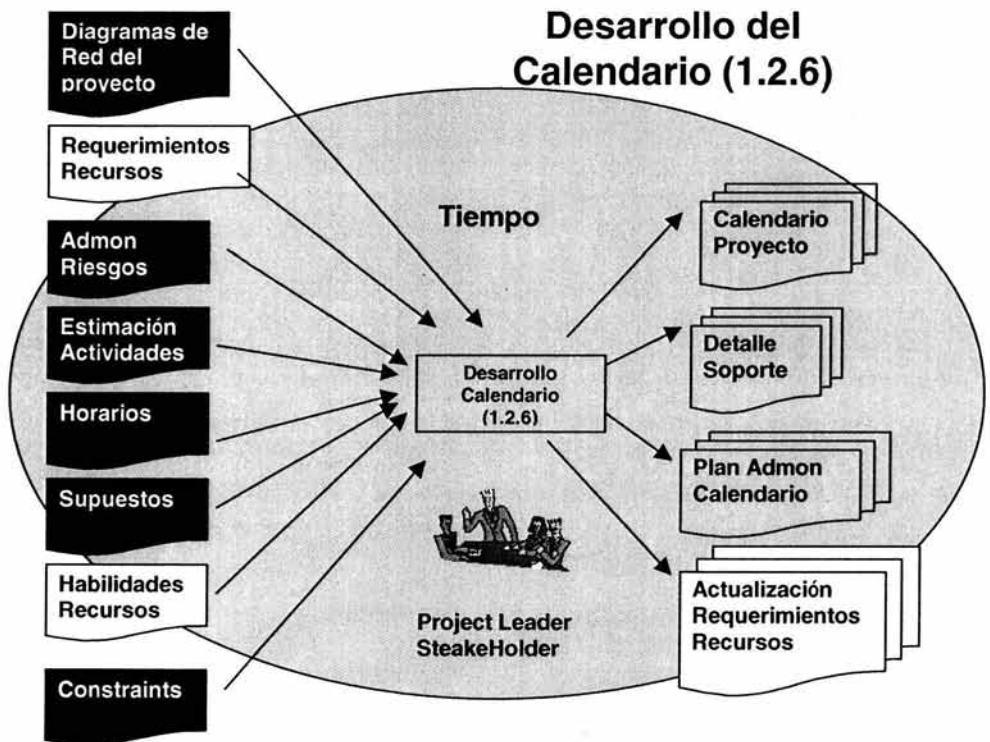 Desarrollo del
Calendario (1.2.6)
Diagramas de
Red del
proyecto
Requerimientos
Recursos
Admon
Riesgos
Estimación
Actividades
Horarios
Supuestos
Habilidades
Recursos
Constraints
Tiempo
Desarrollo
Calendario
(1.2.6)
Project Leader
SteakeHolder
Calendario
Proyecto
Detalle
Soporte
Plan Admon
Calendario
Actualización
Requerimientos
Recursos